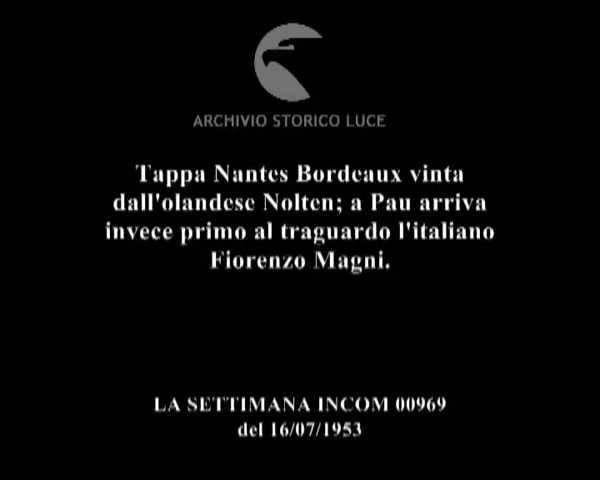 ARCHIVIO STORICO LUCE
Tappa Nantes Bordeaux vinta
dall'olandese Nolten; a Pau arriva
invece primo al traguardo l'italiano
Fiorenzo Magni.
LA SETTIMANA INCOM 00969
del 16/07/1953